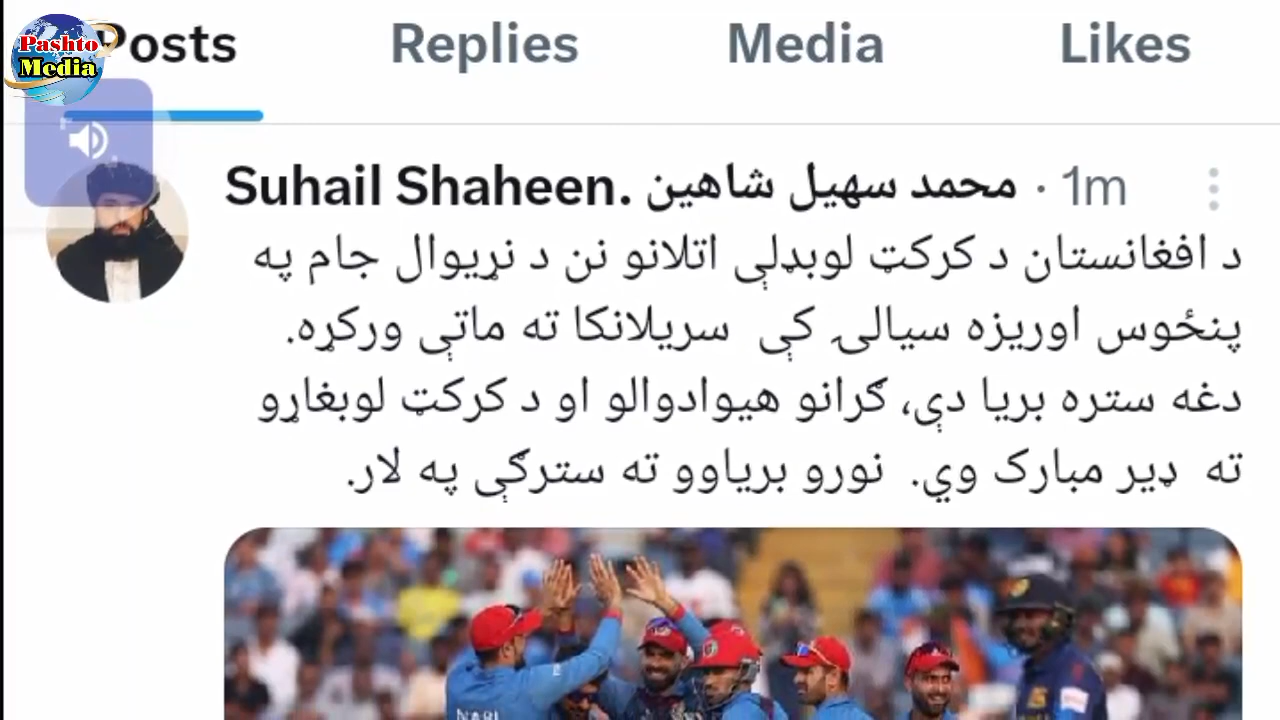 Pashto
Media
Posts
Replies
Media
Likes
Suhail Shaheen. محمد سهیل شاهین · 1m
د افغانستان د کرکټ لوبډلې اتلانو نن د نړیوال جام په
پنځوس اوریزه سیالۍ کې سریلانکا ته ماتې ورکړه.
دغه ستره بریا دې، ګرانو هیوادوالو او د کرکټ لوبغاړو
ته ډیر مبارک وي. نورو بریاوو ته سترګې په لار.
NABI